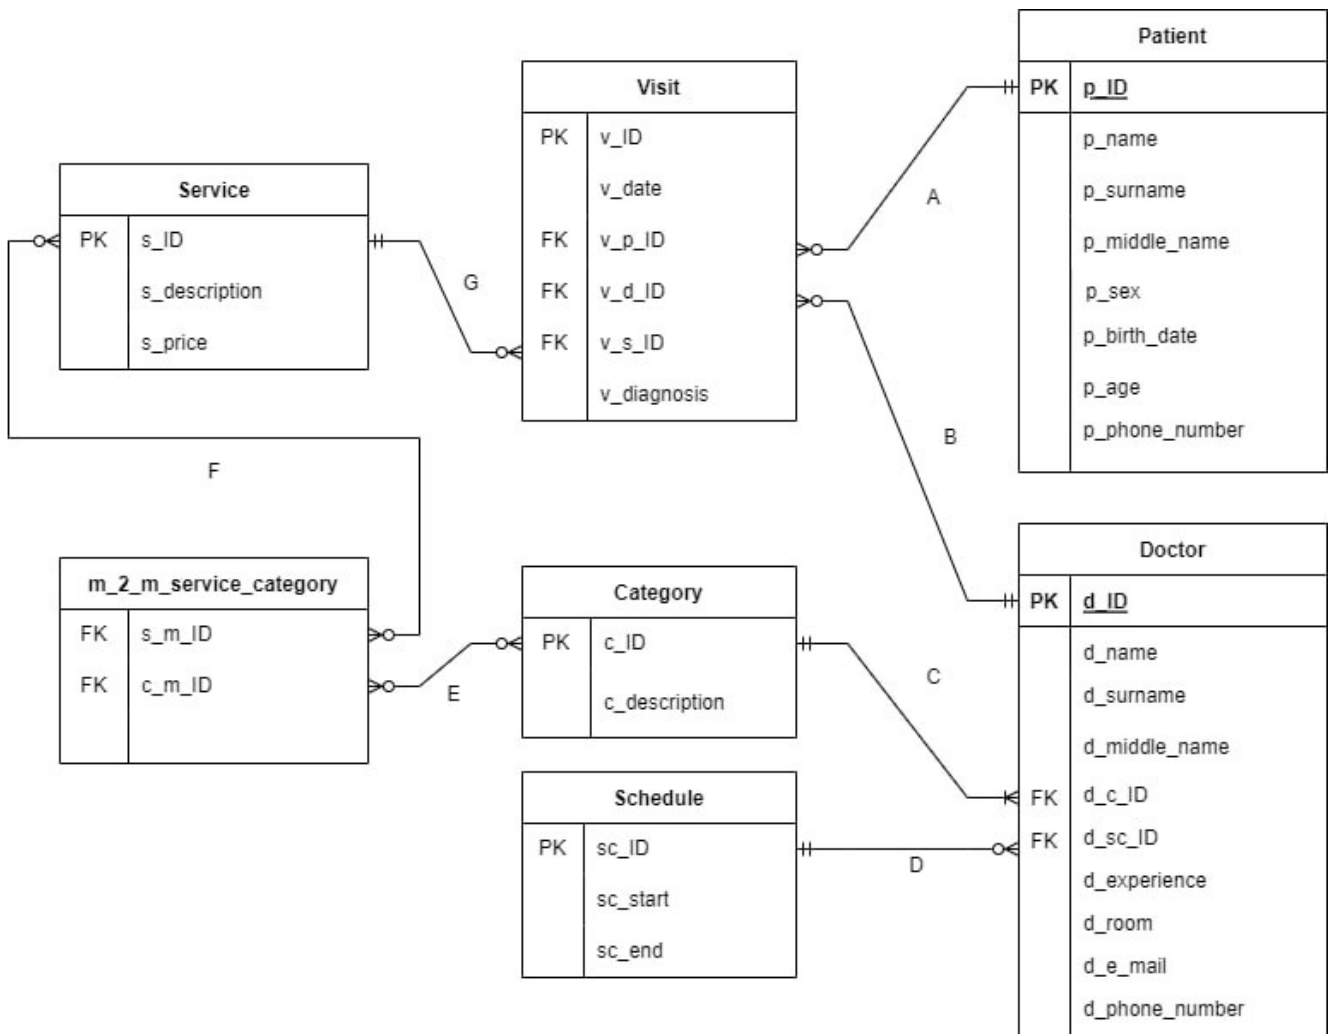 Patient
PK p_ID
p_name
p_surname
p_middle_name
p_sex
p_birth_date
p_age
p_phone_number
Visit
PK v_ID
v_date
FK v_p_ID
FK v_d_ID
FK v_s_ID
v_diagnosis
Service
PK s_ID
s_description
s_price
A
G
B
F
m_2_m_service_category
FK s_m_ID
FK c_m_ID
E
Category
PK c_ID
c_description
C
Schedule
PK sc_ID
sc_start
sc_end
D
Doctor
PK d_ID
d_name
d_surname
d_middle_name
FK d_c_ID
FK d_sc_ID
d_experience
d_room
d_e_mail
d_phone_number